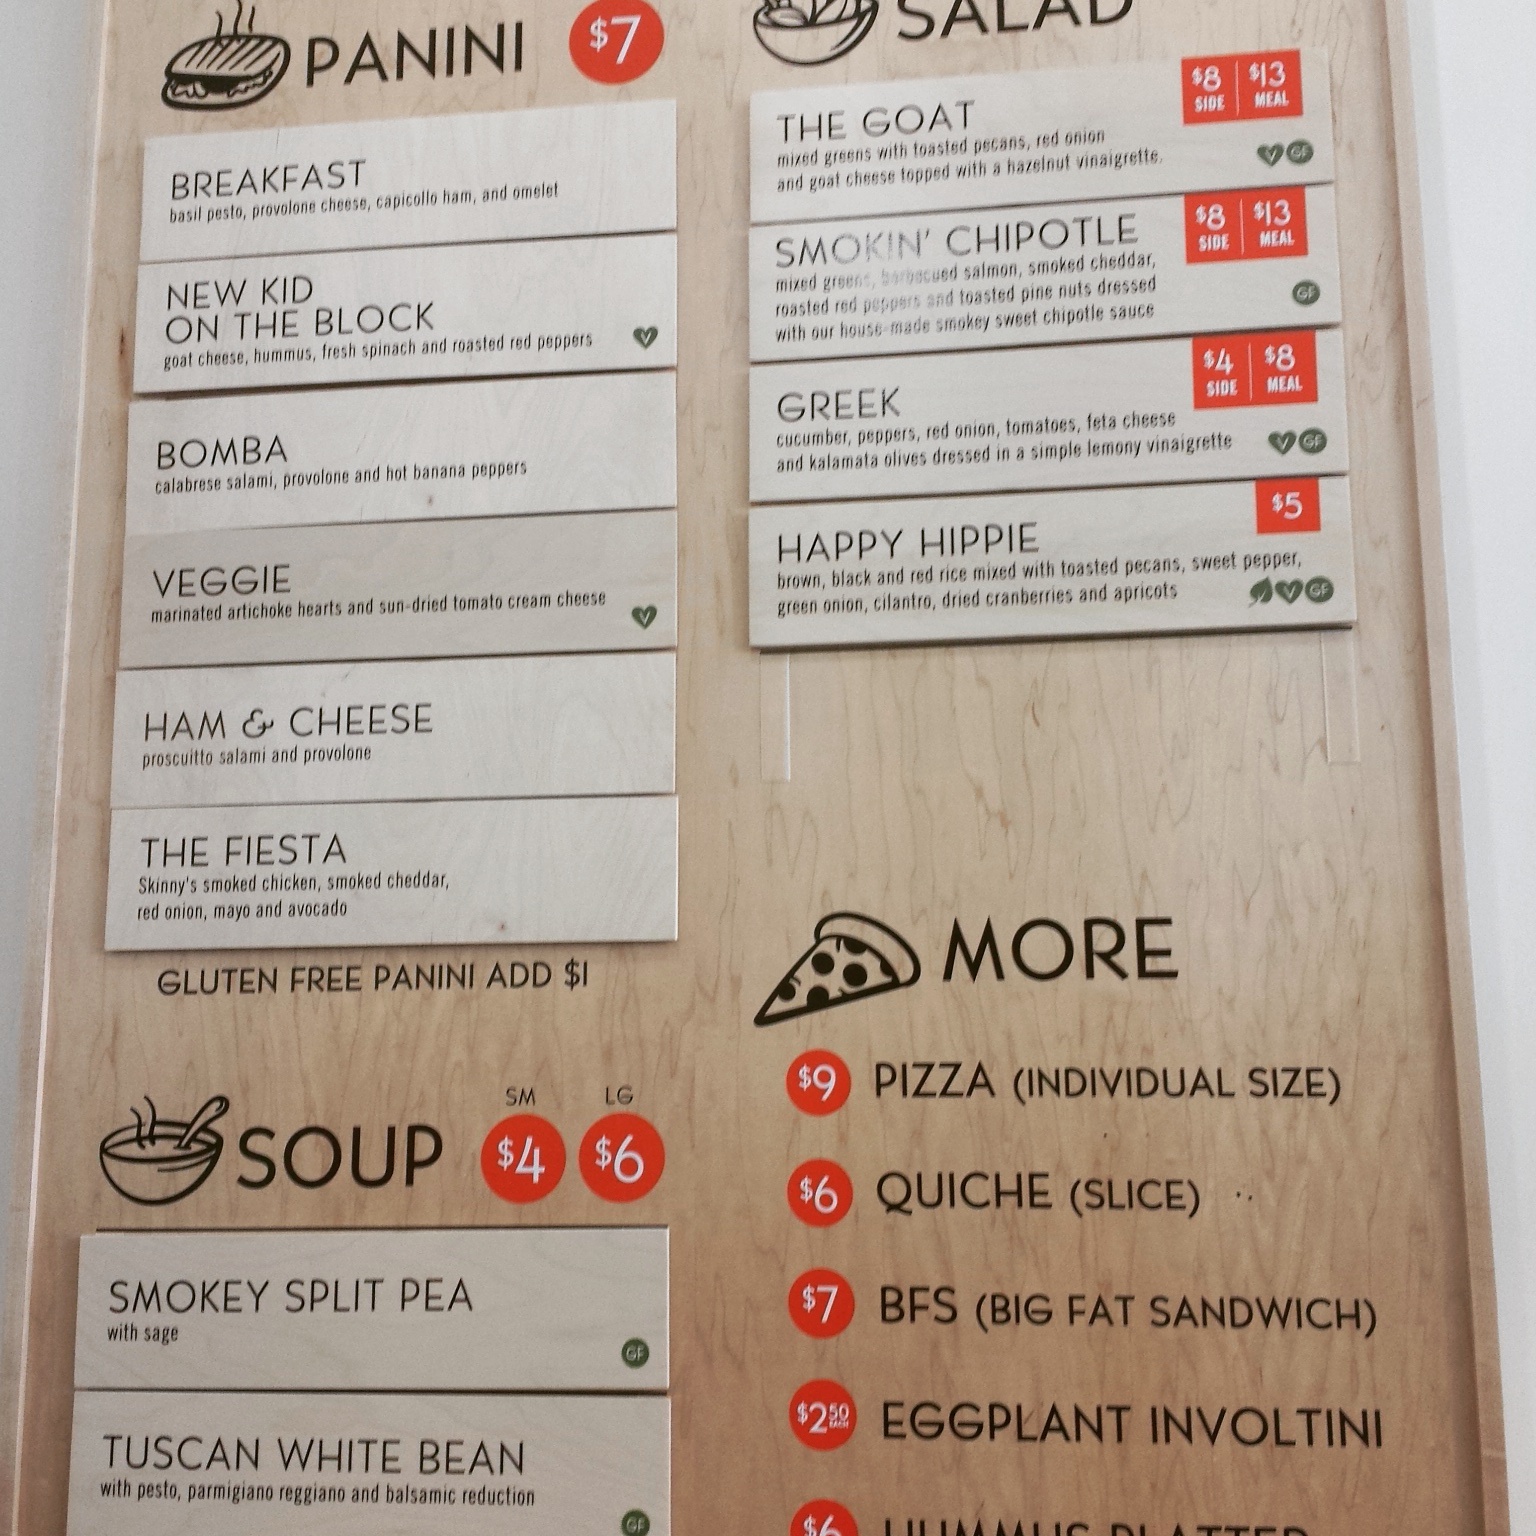 PANINI $7
BREAKFAST
basil pesto, provolone cheese, capicollo ham, and omelet
NEW KID
ON THE BLOCK
goat cheese, hummus, fresh spinach and roasted red peppers
V
BOMBA
calabrese salami, provolone and hot banana peppers
VEGGIE
marinated artichoke hearts and sun-dried tomato cream cheese
V
HAM & CHEESE
proscuitto salami and provolone
THE FIESTA
Skinny's smoked chicken, smoked cheddar,
red onion, mayo and avocado
GLUTEN FREE PANINI ADD $1
SM LG
SOUP $4 $6
SMOKEY SPLIT PEA
with sage
GF
TUSCAN WHITE BEAN
with pesto, parmigiano reggiano and balsamic reduction
GF
SALAD
$8 $13
SIDE MEAL
THE GOAT
mixed greens with toasted pecans, red onion
and goat cheese topped with a hazelnut vinaigrette.
V GF
$8 $13
SIDE MEAL
SMOKIN' CHIPOTLE
mixed greens, barbecued salmon, smoked cheddar,
roasted red peppers and toasted pine nuts dressed
with our house-made smokey sweet chipotle sauce
GF
$4 $8
SIDE MEAL
GREEK
cucumber, peppers, red onion, tomatoes, feta cheese
and kalamata olives dressed in a simple lemony vinaigrette
V GF
$5
HAPPY HIPPIE
brown, black and red rice mixed with toasted pecans, sweet pepper,
green onion, cilantro, dried cranberries and apricots
V GF
MORE
$9 PIZZA (INDIVIDUAL SIZE)
$6 QUICHE (SLICE)
$7 BFS (BIG FAT SANDWICH)
$2.50 EACH EGGPLANT INVOLTINI
$6 HUMMUS PLATTER